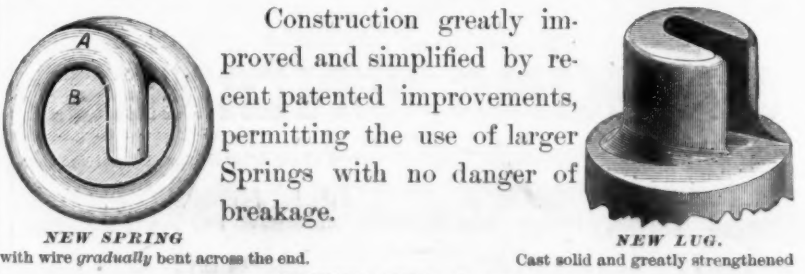 A
B
Construction greatly im-
proved and simplified by re-
cent patented improvements,
permitting the use of larger
Springs with no danger of
breakage.
NEW SPRING
with wire gradually bent across the end.
NEW LUG.
Cast solid and greatly strengthened